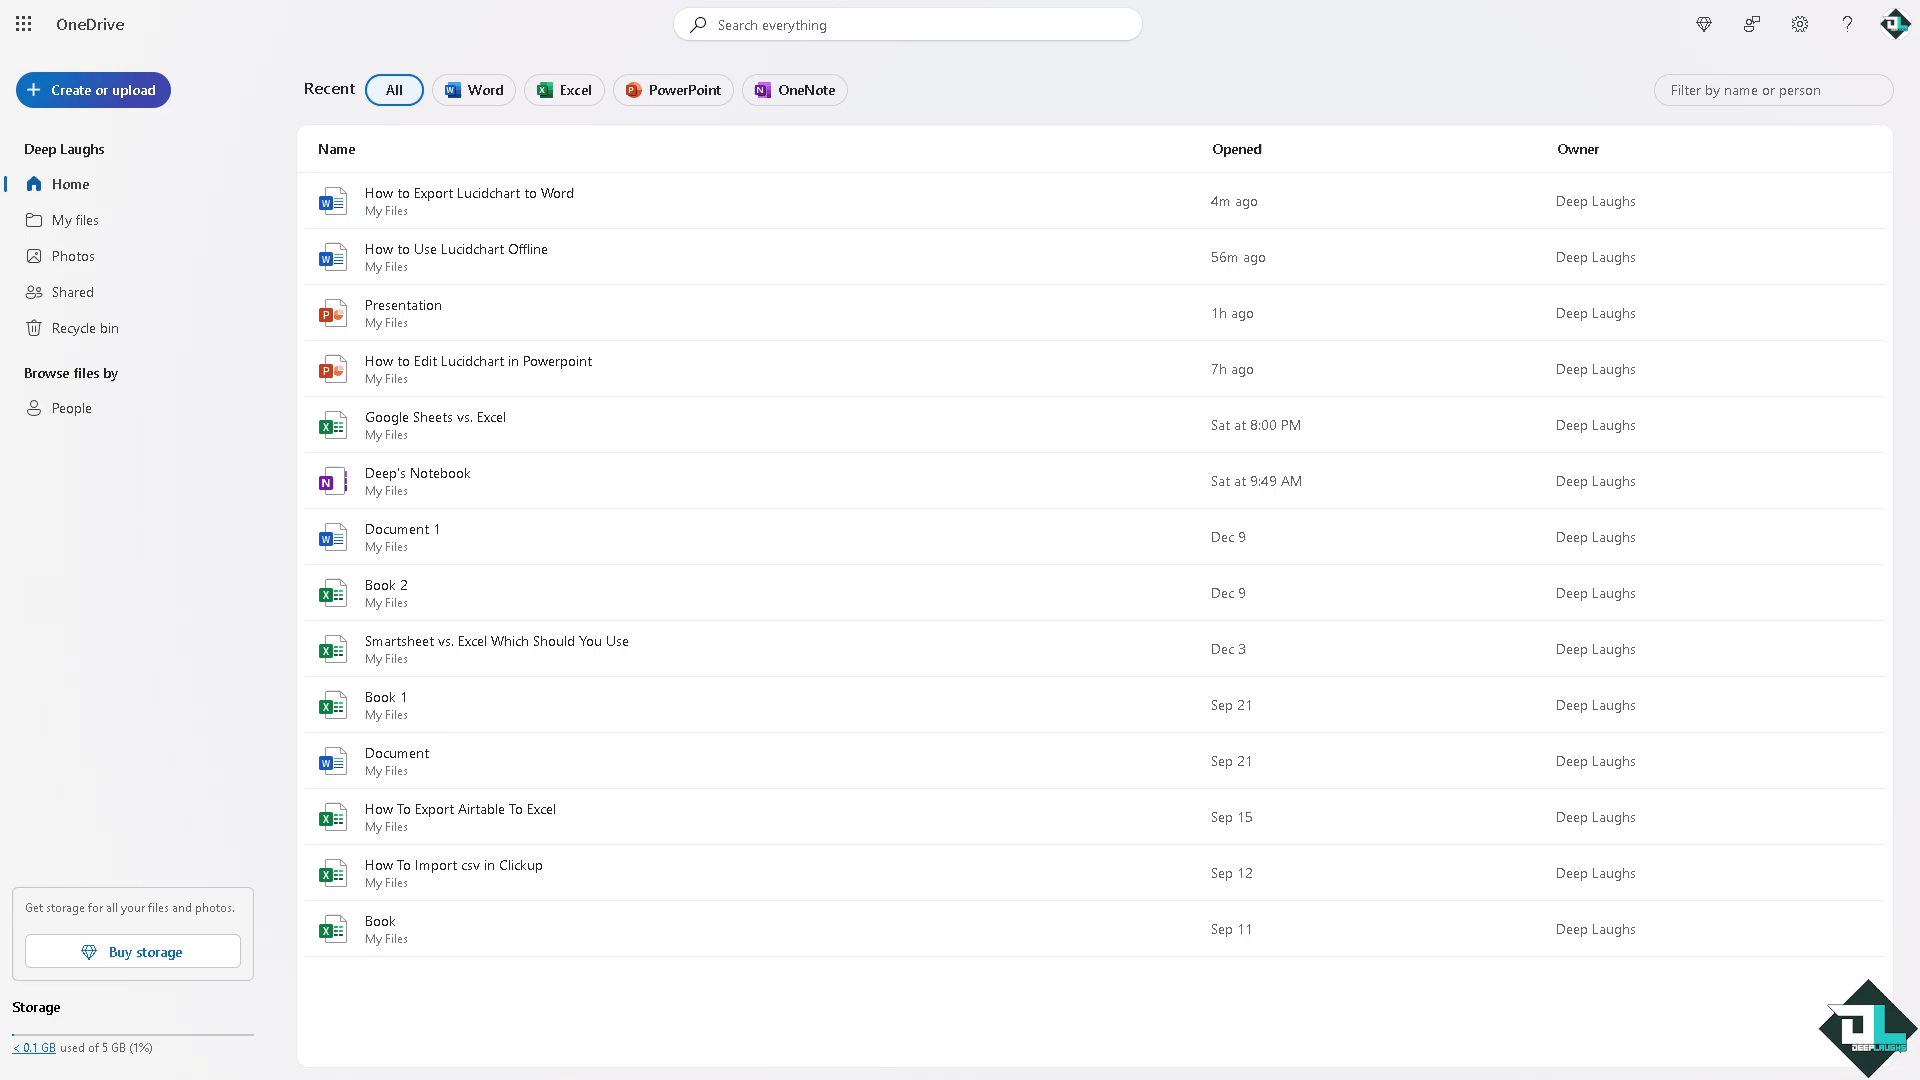 OneDrive
Search everything
Create or upload
Recent
All
Word
Excel
PowerPoint
OneNote
Filter by name or person
Deep Laughs
Home
My files
Photos
Shared
Recycle bin
Browse files by
People
Name Opened Owner
How to Export Lucidchart to Word
My Files
4m ago
Deep Laughs
How to Use Lucidchart Offline
My Files
56m ago
Deep Laughs
Presentation
My Files
1h ago
Deep Laughs
How to Edit Lucidchart in Powerpoint
My Files
7h ago
Deep Laughs
Google Sheets vs. Excel
My Files
Sat at 8:00 PM
Deep Laughs
Deep's Notebook
My Files
Sat at 9:49 AM
Deep Laughs
Document 1
My Files
Dec 9
Deep Laughs
Book 2
My Files
Dec 9
Deep Laughs
Smartsheet vs. Excel Which Should You Use
My Files
Dec 3
Deep Laughs
Book 1
My Files
Sep 21
Deep Laughs
Document
My Files
Sep 21
Deep Laughs
How To Export Airtable To Excel
My Files
Sep 15
Deep Laughs
How To Import csv in Clickup
My Files
Sep 12
Deep Laughs
Book
My Files
Sep 11
Deep Laughs
Get storage for all your files and photos.
Buy storage
Storage
< 0.1 GB used of 5 GB (1%)
DL
DEEPLAUGHS